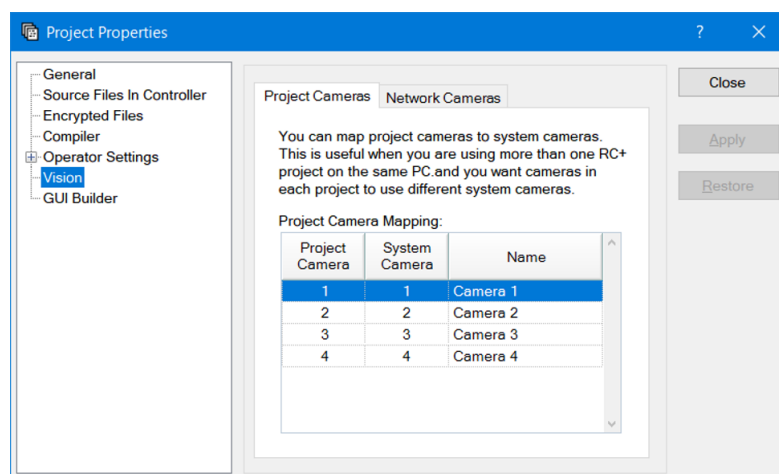 Project Properties
?
General
Source Files In Controller
Encrypted Files
Compiler
Operator Settings
Vision
GUI Builder
Project Cameras
Network Cameras
You can map project cameras to system cameras.
This is useful when you are using more than one RC+
project on the same PC.and you want cameras in
each project to use different system cameras.
Project Camera Mapping:
Project Camera
System Camera
Name
1 1 Camera 1
2 2 Camera 2
3 3 Camera 3
4 4 Camera 4
Close
Apply
Restore